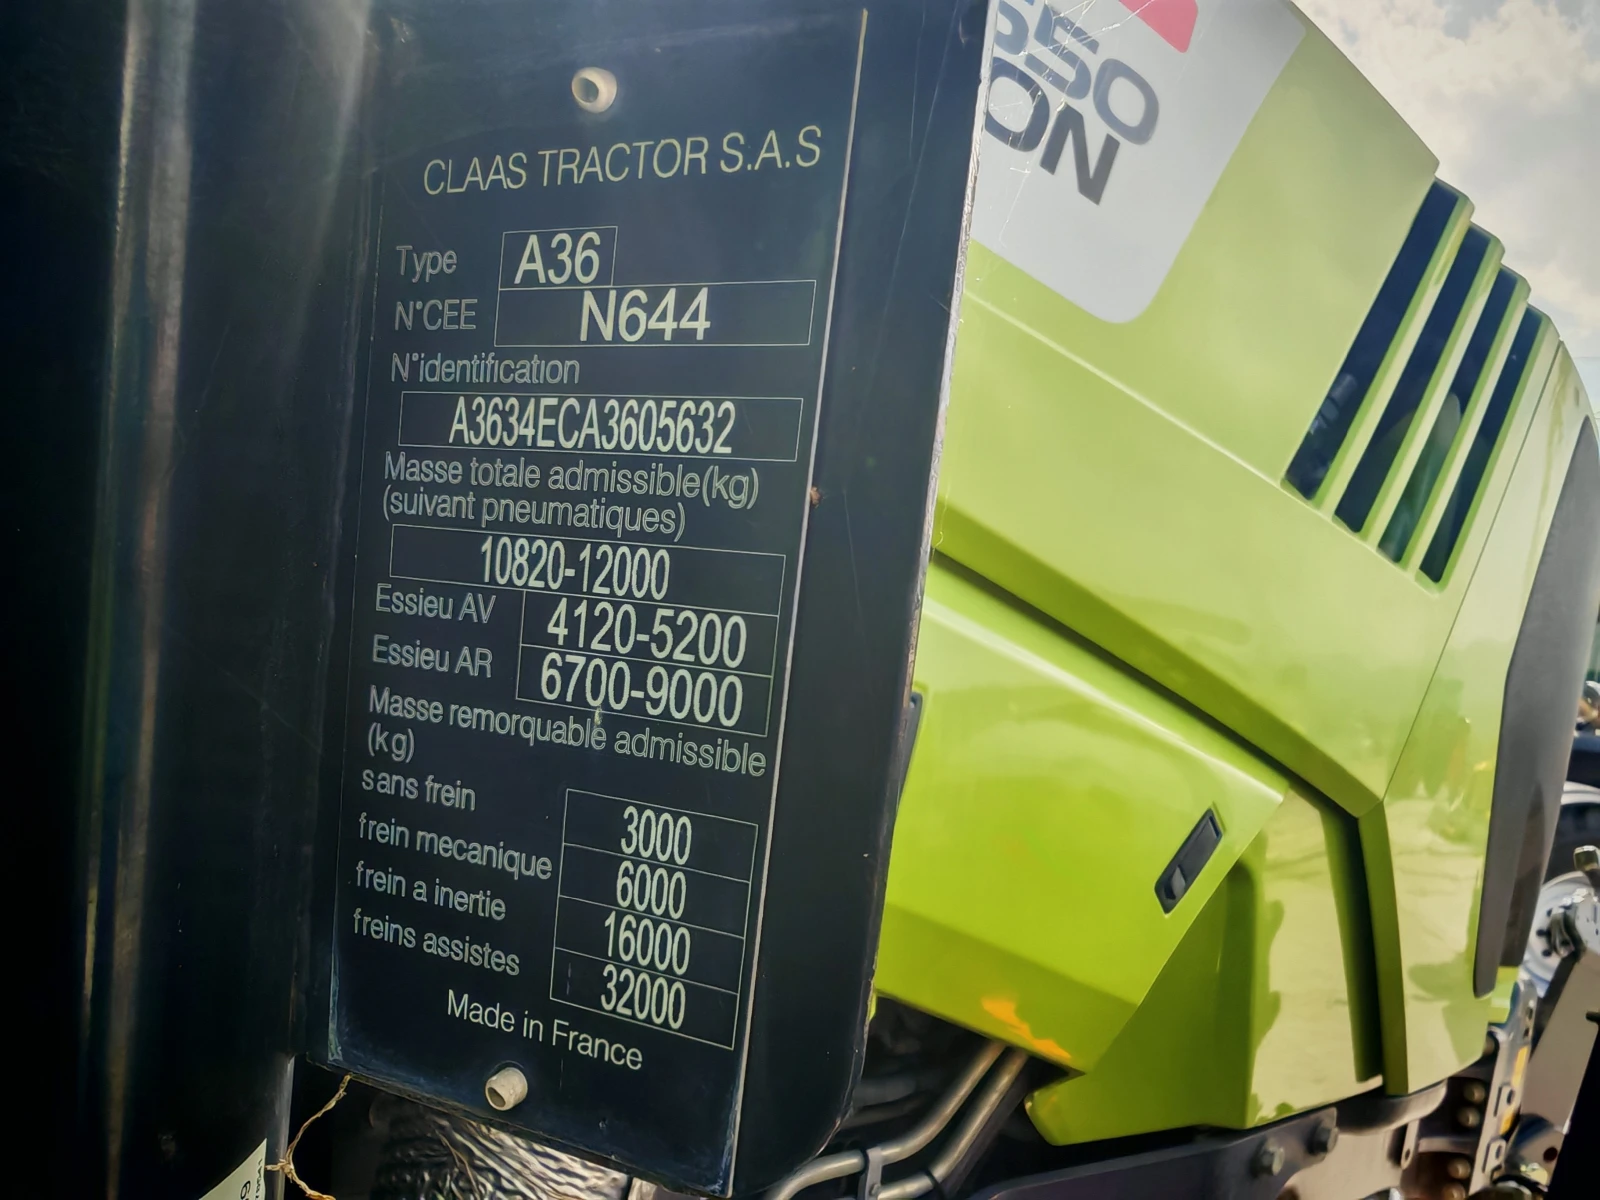 CLAAS TRACTOR S.A.S
Type A36
N°CEE N644
N°identification
A3634ECA3605632
Masse totale admissible(kg)
(suivant pneumatiques)
10820-12000
Essieu AV 4120-5200
Essieu AR 6700-9000
Masse remorquable admissible
(kg)
sans frein 3000
frein mecanique 6000
frein a inertie 16000
freins assistes 32000
Made in France
50
ON